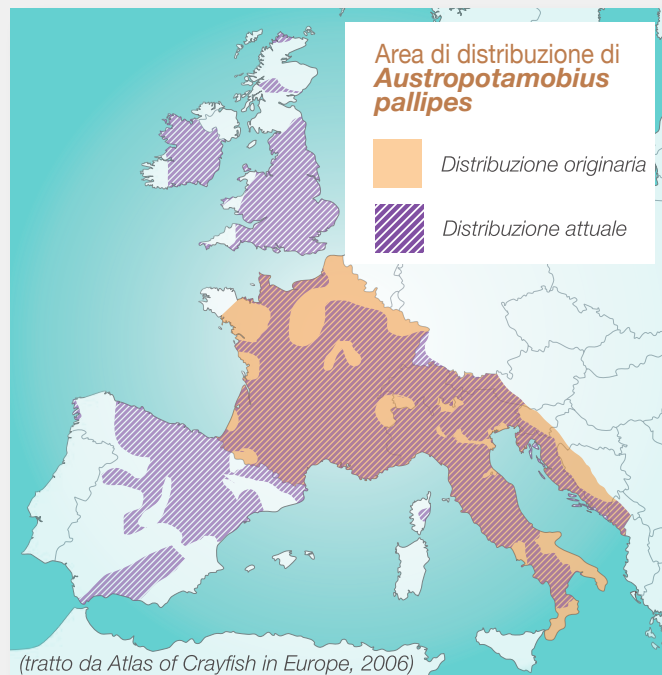 Area di distribuzione di
Austropotamobius
pallipes
Distribuzione originaria
Distribuzione attuale
(tratto da Atlas of Crayfish in Europe, 2006)